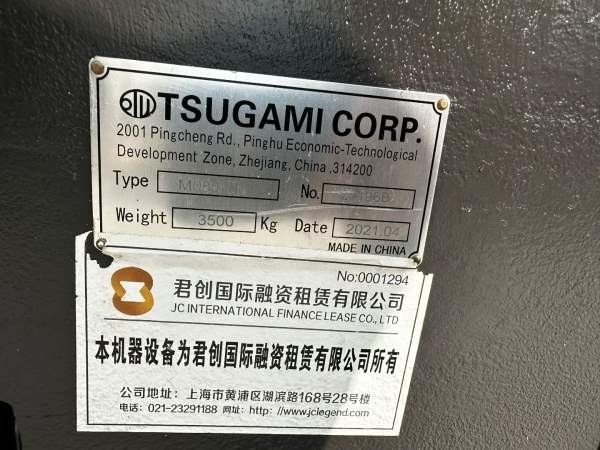 TSUGAMI CORP.
2001 Pingcheng Rd., Pinghu Economic-Technological
Development Zone, Zhejiang, China ,314200
Type No.
Weight 3500 Kg Date 2021.04
MADE IN CHINA
No:0001294
君创国际融资租赁有限公司
JC INTERNATIONAL FINANCE LEASE CO., LTD
本机器设备为君创国际融资租赁有限公司所有
公司地址：上海市黄浦区湖滨路168号28号楼
电话：021-23291188 网址：http://www.jclegend.com